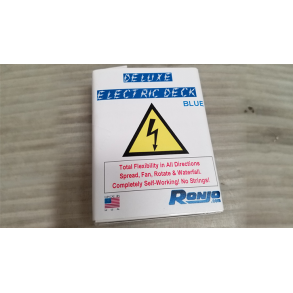 DELUXE
ELECTRIC DECK
BLUE
Total Flexibility in All Directions
Spread, Fan, Rotate & Waterfall,
Completely Self-Working! No Strings!
RONJO